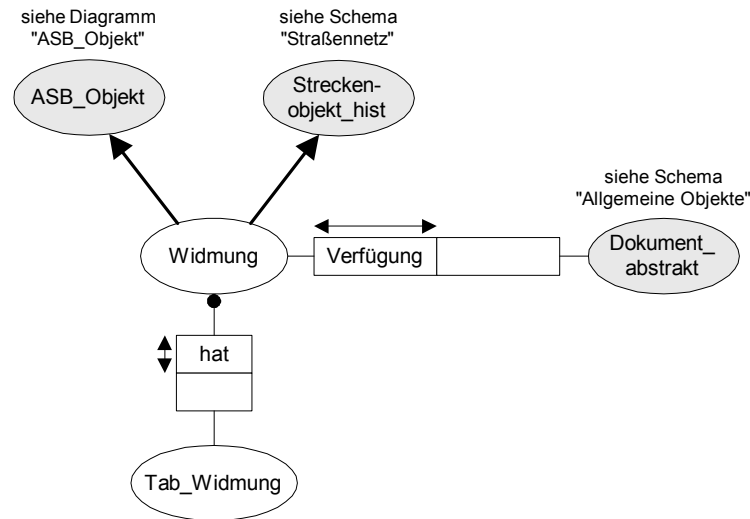 siehe Diagramm
"ASB_Objekt"
siehe Schema
"Straßennetz"
ASB_Objekt
Strecken-
objekt_hist
siehe Schema
"Allgemeine Objekte"
Widmung
Verfügung
Dokument_
abstrakt
hat
Tab_Widmung